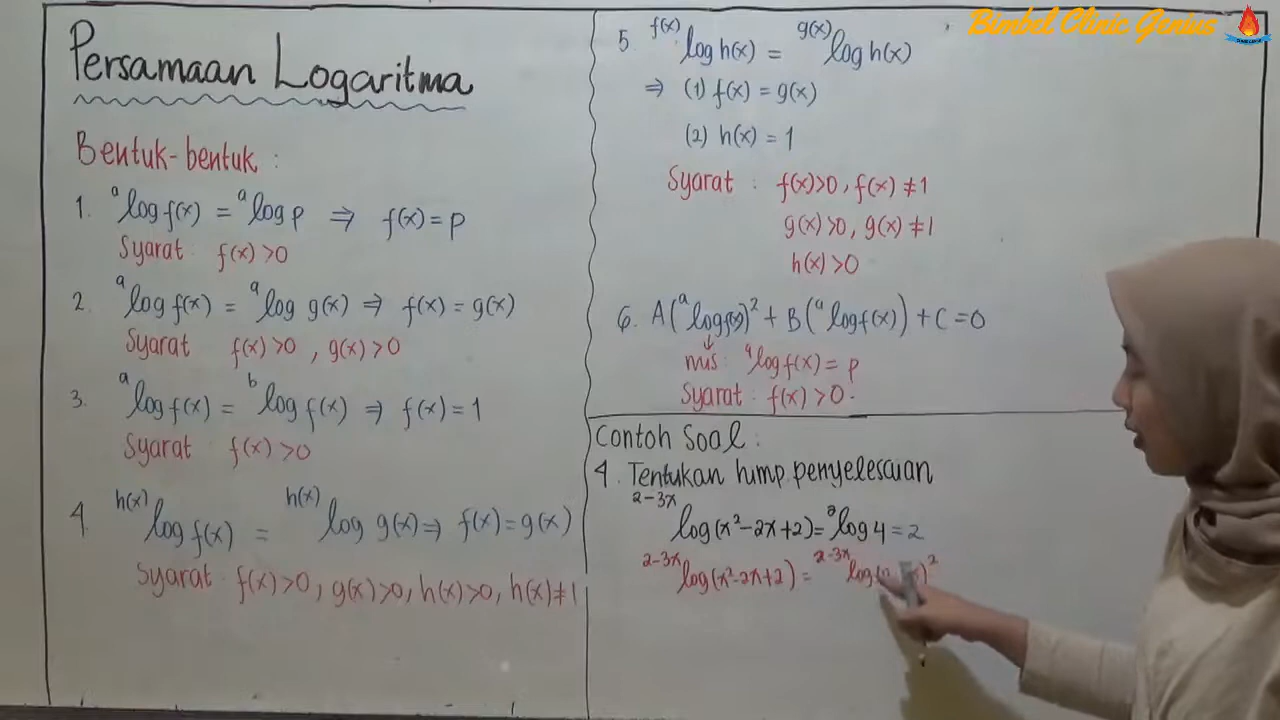 Bimbel Clinic Genius
Persamaan Logaritma
Bentuk-bentuk :
1. ᵃlog f(x) = ᵃlog p ⇒ f(x) = p
Syarat : f(x) > 0
2. ᵃlog f(x) = ᵃlog g(x) ⇒ f(x) = g(x)
Syarat f(x) > 0 , g(x) > 0
3. ᵃlog f(x) = ᵇlog f(x) ⇒ f(x) = 1
Syarat : f(x) > 0
4 ʰ⁽ˣ⁾log f(x) = ʰ⁽ˣ⁾log g(x) ⇒ f(x) = g(x)
Syarat : f(x) > 0, g(x) > 0, h(x) > 0, h(x) ≠ 1
5 ᶠ⁽ˣ⁾log h(x) = ᵍ⁽ˣ⁾log h(x)
⇒ (1) f(x) = g(x)
(2) h(x) = 1
Syarat : f(x) > 0, f(x) ≠ 1
g(x) > 0, g(x) ≠ 1
h(x) > 0
6. A(ᵃlog f(x))² + B(ᵃlog f(x)) + C = 0
mis : ᵃlog f(x) = p
Syarat : f(x) > 0.
Contoh Soal :
4. Tentukan himp penyelesaian
²⁻³ˣlog(x² - 2x + 2) = ²log 4 = 2
²⁻³ˣlog(x² - 2x + 2) = ²⁻³ˣlog